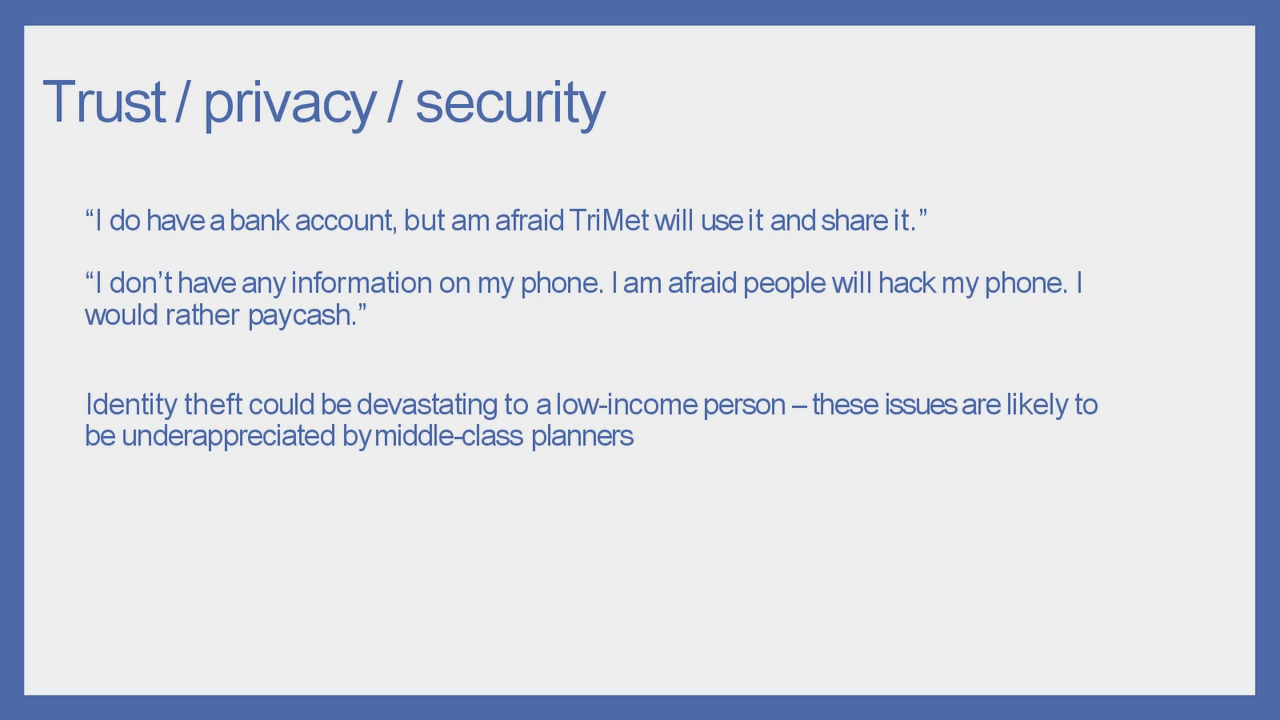 Trust / privacy / security
“I do have a bank account, but am afraid TriMet will use it and share it.”
“I don’t have any information on my phone. I am afraid people will hack my phone. I
would rather pay cash.”
Identity theft could be devastating to a low-income person – these issues are likely to
be underappreciated by middle-class planners